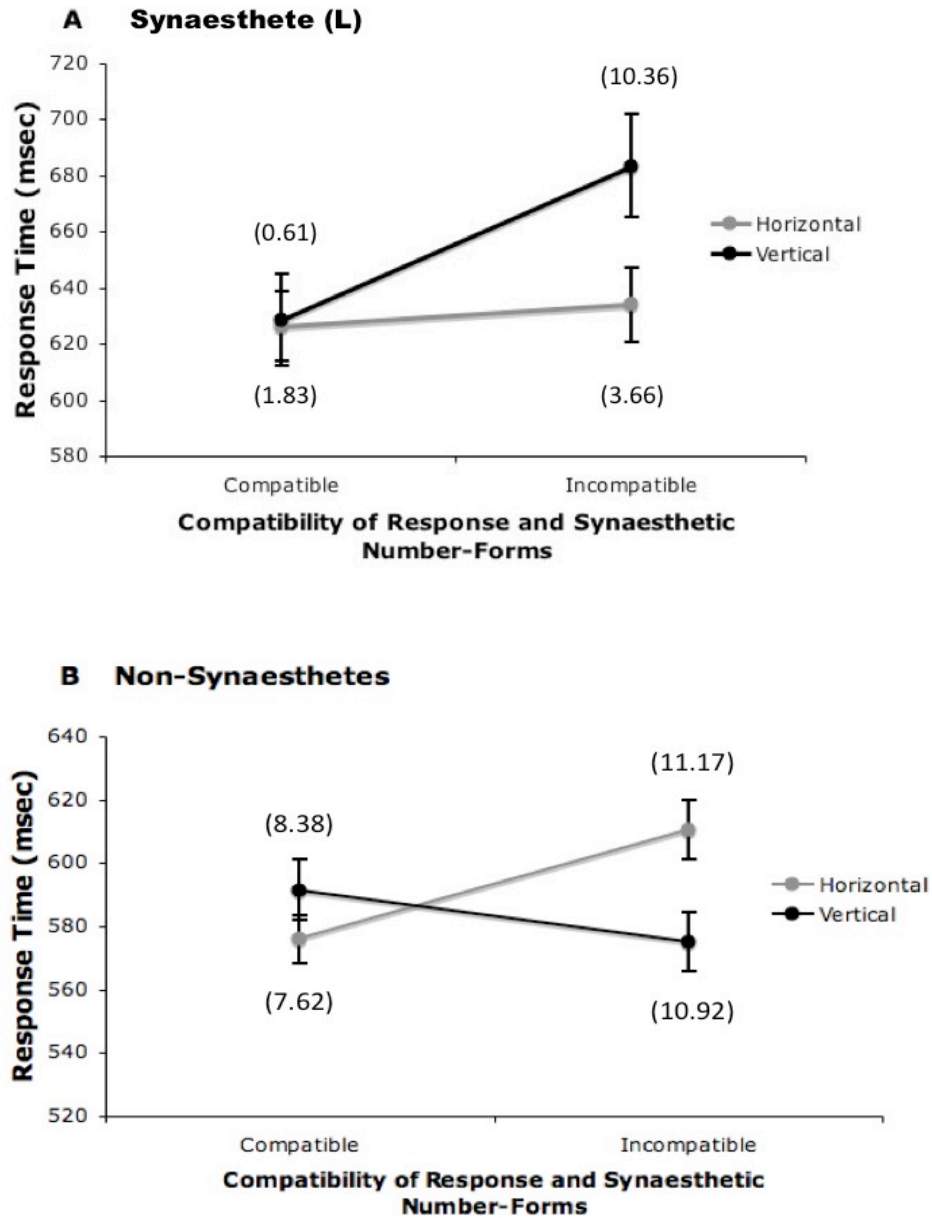 A Synaesthete (L)
720
700
680
660
640
620
600
580
Response Time (msec)
(0.61)
(10.36)
(1.83)
(3.66)
Horizontal
Vertical
Compatible
Incompatible
Compatibility of Response and Synaesthetic
Number-Forms
B Non-Synaesthetes
640
620
600
580
560
540
520
Response Time (msec)
(8.38)
(11.17)
(7.62)
(10.92)
Horizontal
Vertical
Compatible
Incompatible
Compatibility of Response and Synaesthetic
Number-Forms